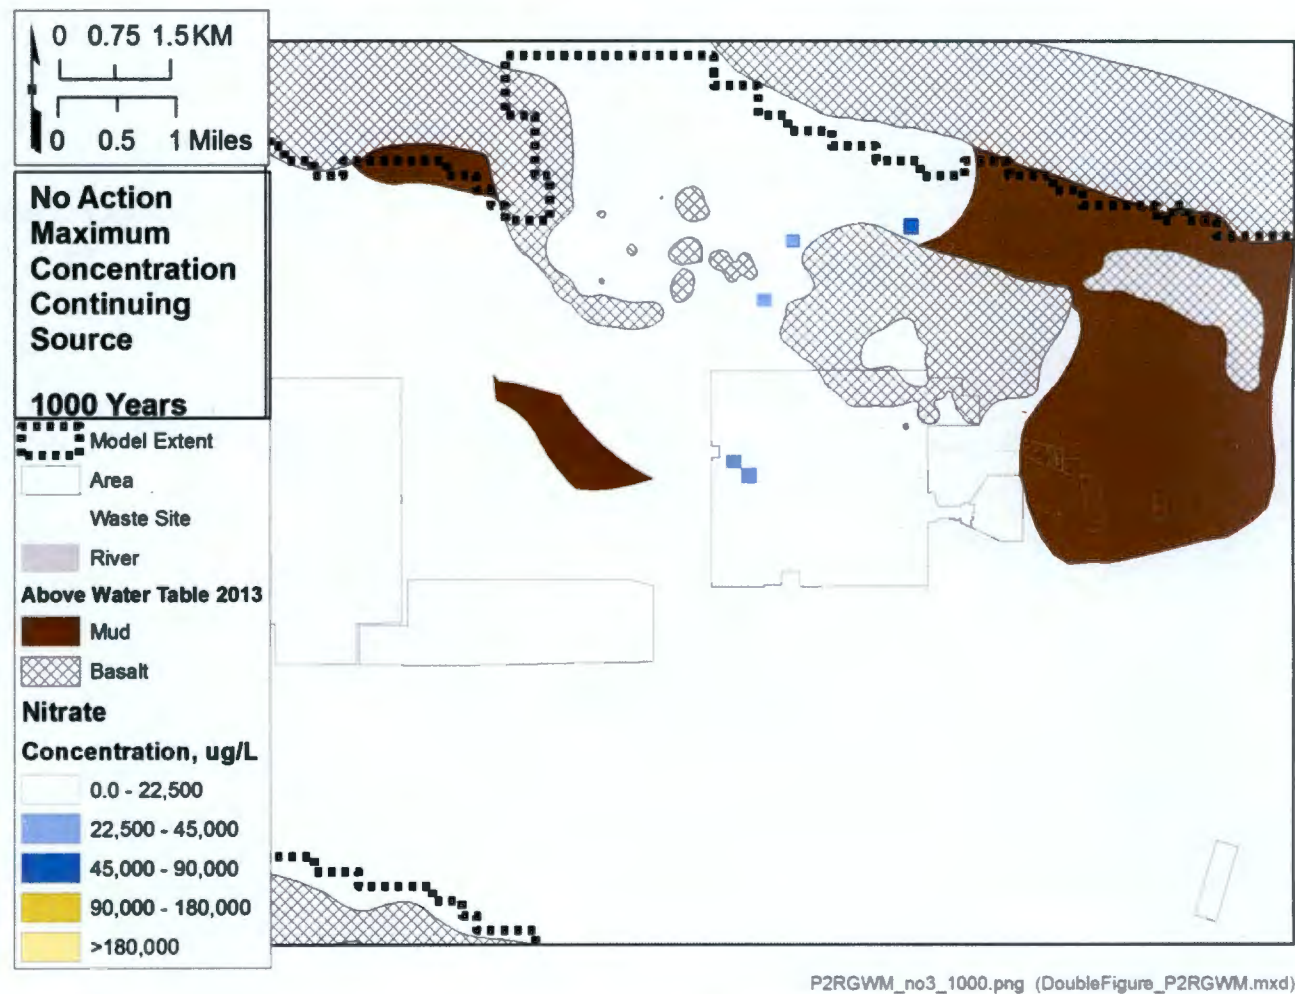 0 0.75 1.5 KM
0 0.5 1 Miles
No Action
Maximum
Concentration
Continuing
Source
1000 Years
Model Extent
Area
Waste Site
River
Above Water Table 2013
Mud
Basalt
Nitrate
Concentration, ug/L
0.0 - 22,500
22,500 - 45,000
45,000 - 90,000
90,000 - 180,000
>180,000
P2RGWM_no3_1000.png (DoubleFigure_P2RGWM.mxd)